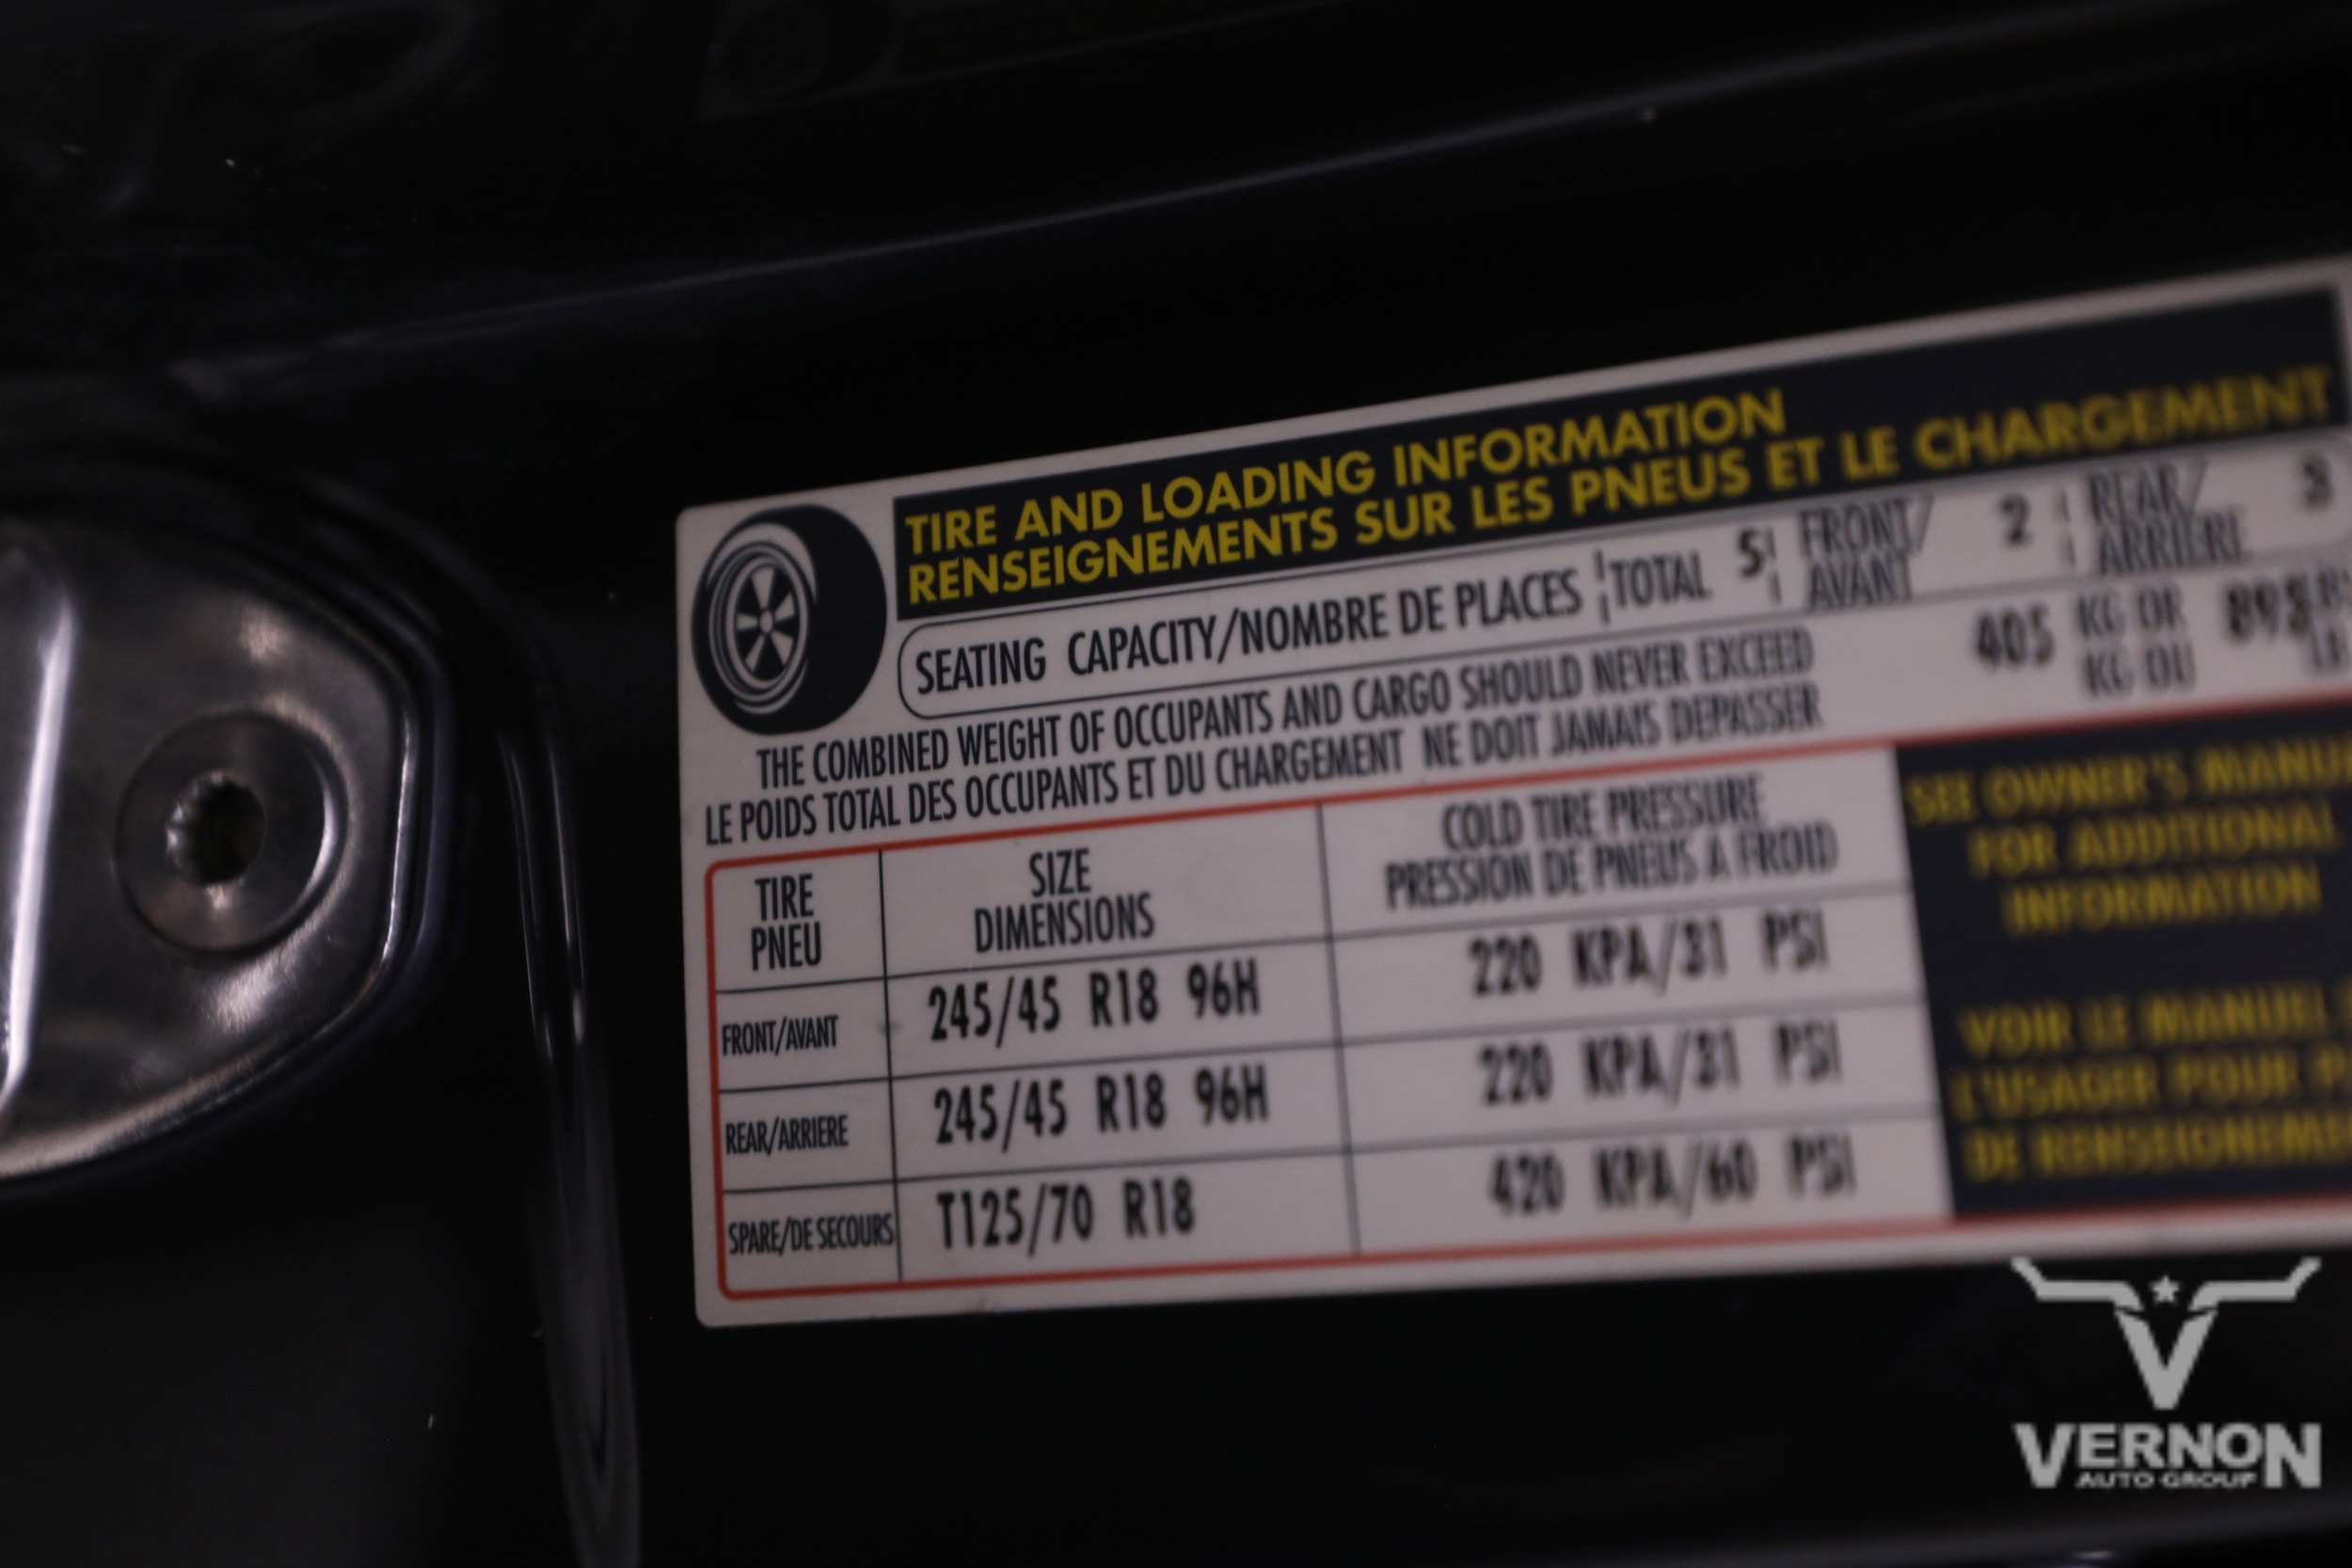 TIRE AND LOADING INFORMATION
RENSEIGNEMENTS SUR LES PNEUS ET LE CHARGEMENT
SEATING CAPACITY/NOMBRE DE PLACES TOTAL 5 FRONT/AVANT 2 REAR/ARRIERE 3
THE COMBINED WEIGHT OF OCCUPANTS AND CARGO SHOULD NEVER EXCEED 405 KG OR
LE POIDS TOTAL DES OCCUPANTS ET DU CHARGEMENT NE DOIT JAMAIS DEPASSER KG OU
TIRE
PNEU
SIZE
DIMENSIONS
COLD TIRE PRESSURE
PRESSION DE PNEUS A FROID
FRONT/AVANT 245/45 R18 96H 220 KPA/31 PSI
REAR/ARRIERE 245/45 R18 96H 220 KPA/31 PSI
SPARE/DE SECOURS T125/70 R18 420 KPA/60 PSI
SEE OWNER'S MANU
FOR ADDITIONAL
INFORMATION
VOIR LE MANUEL
L'USAGER POUR
DE
VERNON
AUTO GROUP